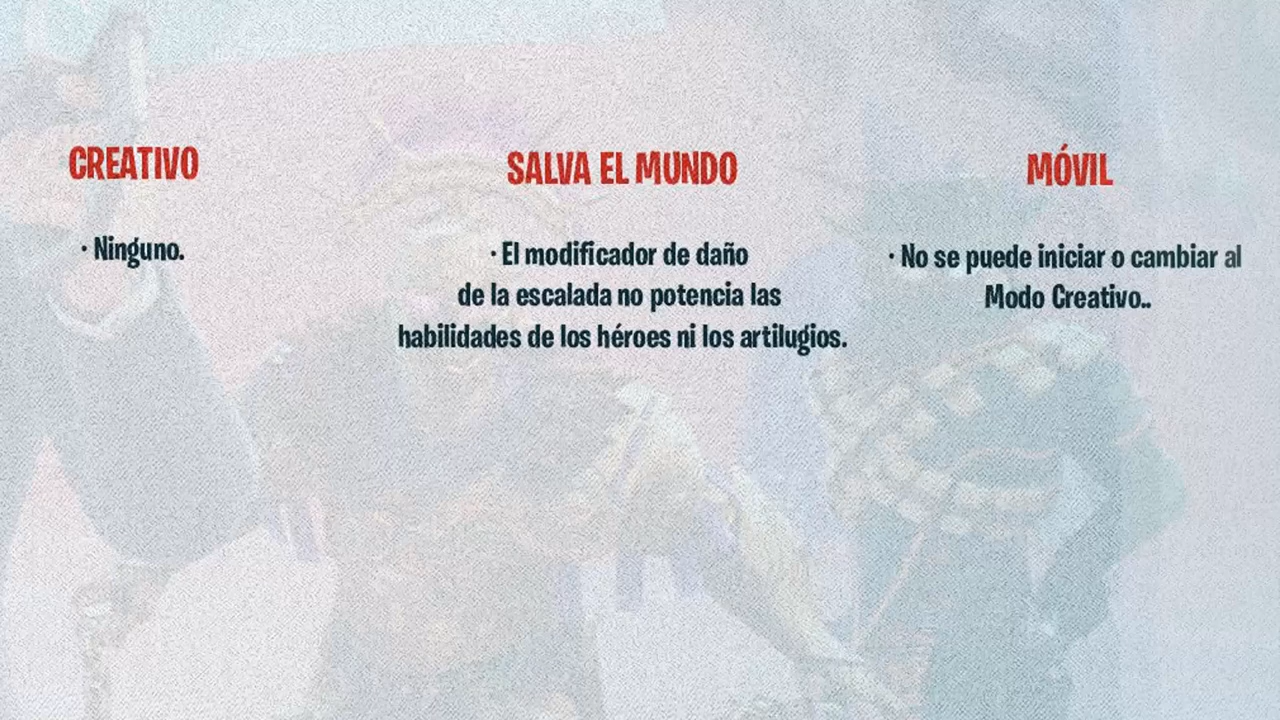 CREATIVO
· Ninguno.
SALVA EL MUNDO
· El modificador de daño
de la escalada no potencia las
habilidades de los héroes ni los artilugios.
MÓVIL
· No se puede iniciar o cambiar al
Modo Creativo..